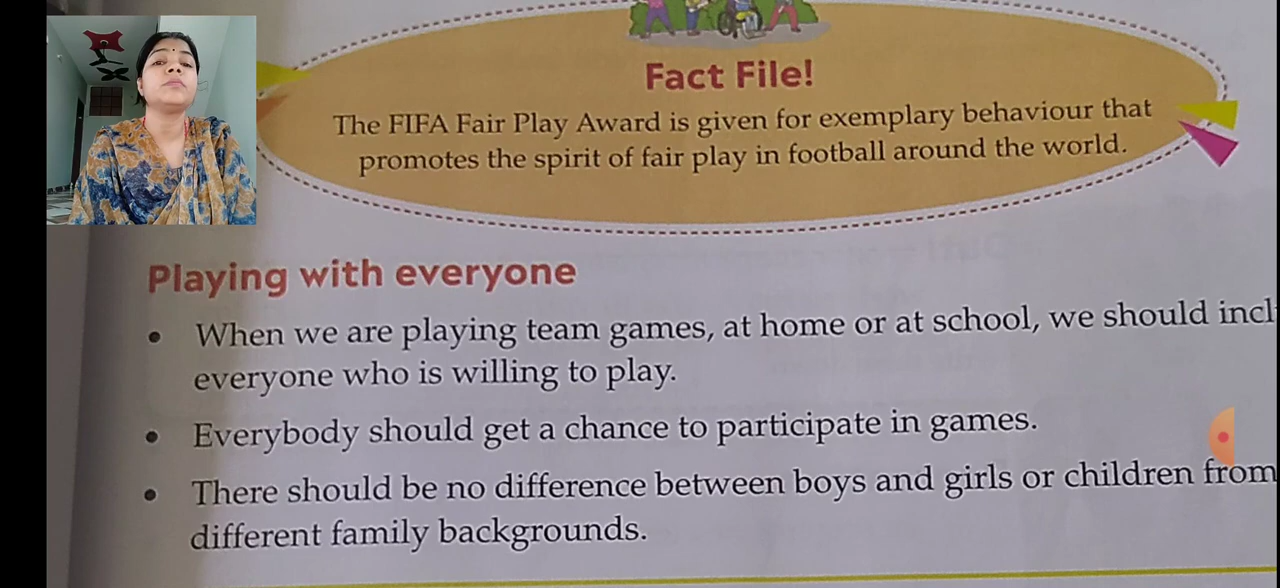 Fact File!
The FIFA Fair Play Award is given for exemplary behaviour that
promotes the spirit of fair play in football around the world.
Playing with everyone
• When we are playing team games, at home or at school, we should
everyone who is willing to play.
• Everybody should get a chance to participate in games.
• There should be no difference between boys and girls or children from
different family backgrounds.